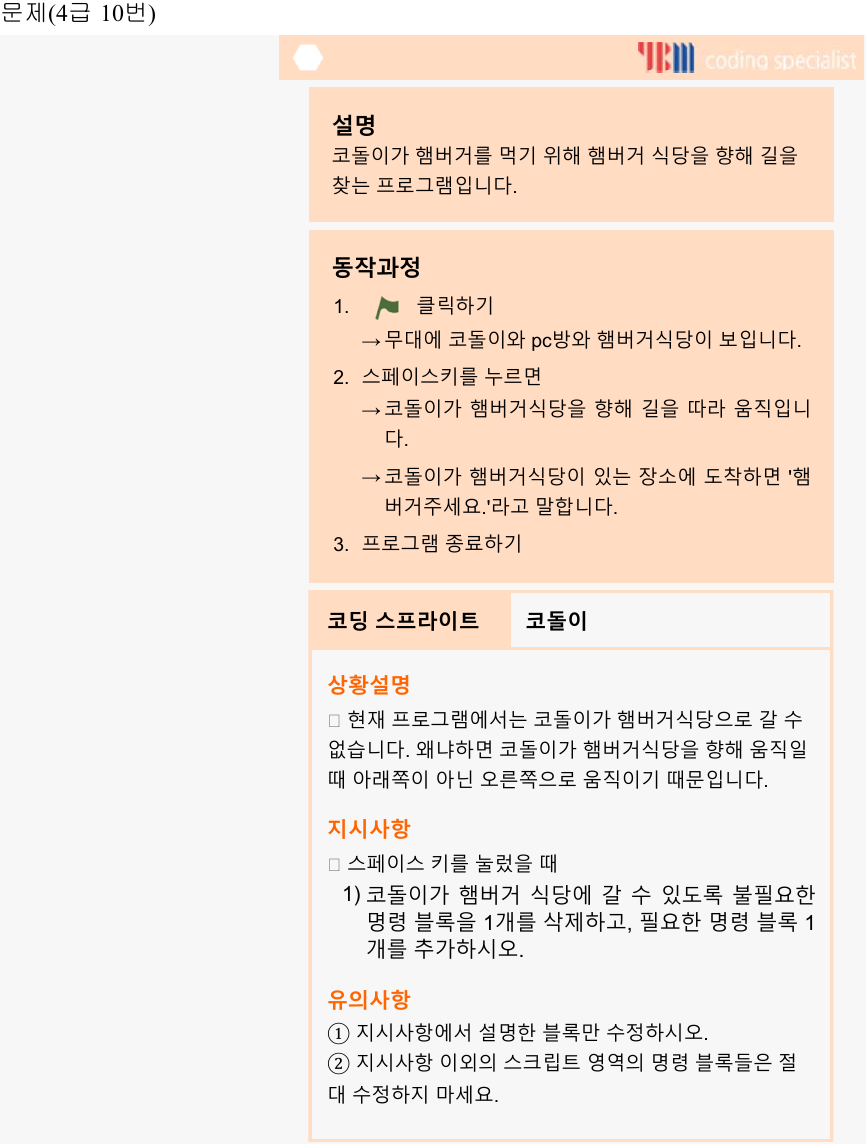 문제(4급 10번)
YBM coding specialist
설명
코돌이가 햄버거를 먹기 위해 햄버거 식당을 향해 길을
찾는 프로그램입니다.
동작과정
1. 클릭하기
→ 무대에 코돌이와 pc방와 햄버거식당이 보입니다.
2. 스페이스키를 누르면
→ 코돌이가 햄버거식당을 향해 길을 따라 움직입니
다.
→ 코돌이가 햄버거식당이 있는 장소에 도착하면 '햄
버거주세요.'라고 말합니다.
3. 프로그램 종료하기
코딩 스프라이트 코돌이
상황설명
□ 현재 프로그램에서는 코돌이가 햄버거식당으로 갈 수
없습니다. 왜냐하면 코돌이가 햄버거식당을 향해 움직일
때 아래쪽이 아닌 오른쪽으로 움직이기 때문입니다.
지시사항
□ 스페이스 키를 눌렀을 때
1) 코돌이가 햄버거 식당에 갈 수 있도록 불필요한
명령 블록을 1개를 삭제하고, 필요한 명령 블록 1
개를 추가하시오.
유의사항
① 지시사항에서 설명한 블록만 수정하시오.
② 지시사항 이외의 스크립트 영역의 명령 블록들은 절
대 수정하지 마세요.